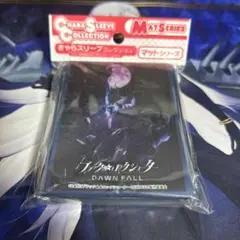 CHARA SLEEVE
COLLECTION
MAT SERIES
きゃらスリーブコレクション
マットシリーズ
ブラック★★ロックシューター
DAWN FALL